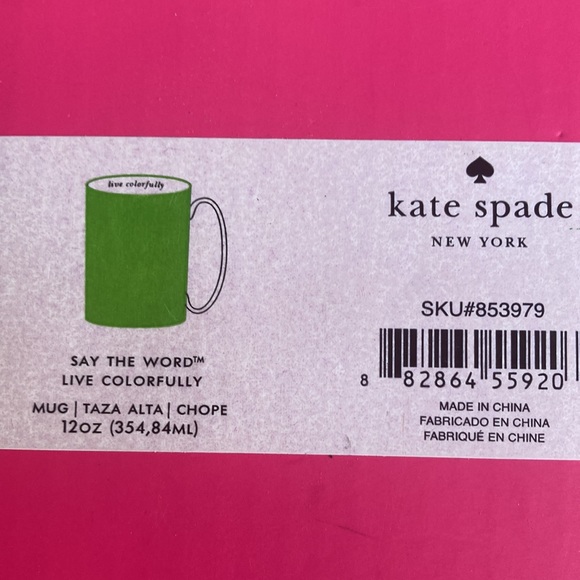 live colorfully
SAY THE WORD™
LIVE COLORFULLY
MUG | TAZA ALTA | CHOPE
12OZ (354,84ML)
kate spade
NEW YORK
SKU#853979
8 82864 55920
MADE IN CHINA
FABRICADO EN CHINA
FABRIQUÉ EN CHINE